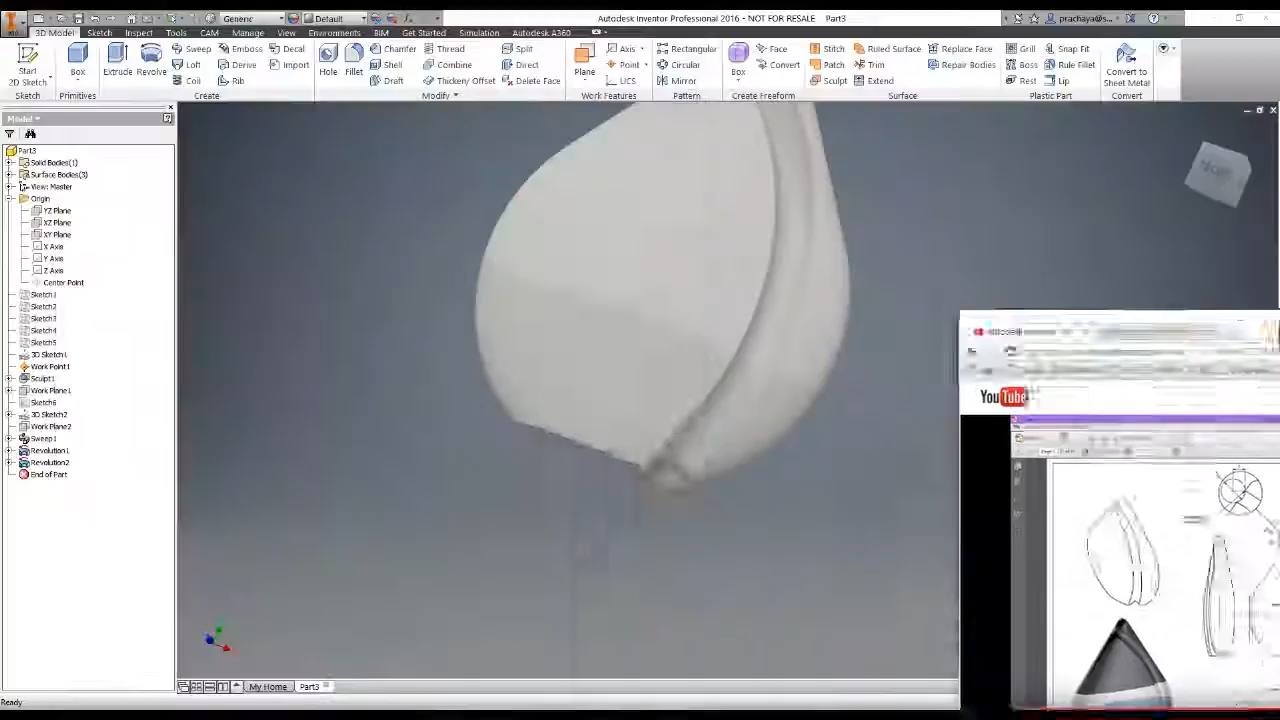 Generic Default Autodesk Inventor Professional 2016 - NOT FOR RESALE Part3 prachaya@s...
3D Model Sketch Inspect Tools CAM Manage View Environments BIM Get Started Simulation Autodesk A360
Sweep Emboss Decal Chamfer Thread Split Axis Rectangular Face Stitch Ruled Surface Replace Face Grill Snap Fit
Loft Derive Import Shell Combine Direct Point Circular Convert Patch Trim Repair Bodies Boss Rule Fillet
Start
2D Sketch Box Extrude Revolve Coil Rib Hole Fillet Draft Thicken/Offset Delete Face Plane UCS Mirror Box Sculpt Extend Rest Lip Convert to
Sheet Metal
Sketch Primitives Create Modify Work Features Pattern Create Freeform Surface Plastic Part Convert
Model
Part3
Solid Bodies(1)
Surface Bodies(3)
View: Master
Origin
YZ Plane
XZ Plane
XY Plane
X Axis
Y Axis
Z Axis
Center Point
Sketch1
Sketch2
Sketch3
Sketch4
Sketch5
3D Sketch1
Work Point1
Sculpt1
Work Plane1
Sketch6
3D Sketch2
Work Plane2
Sweep1
Revolution1
Revolution2
End of Part
YouTube
My Home Part3
Ready